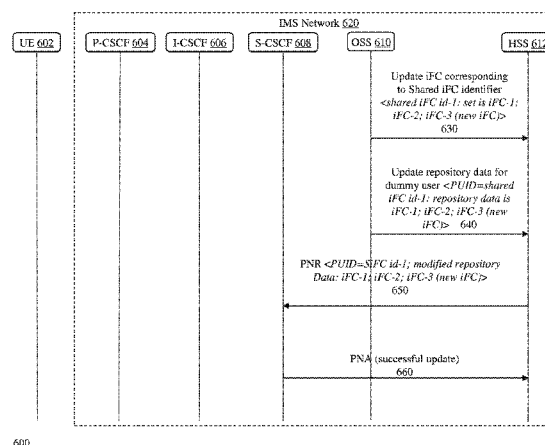 IMS Network 620
UE 602
P-CSCF 604
I-CSCF 606
S-CSCF 608
OSS 610
HSS 612
Update iFC corresponding
to Shared iFC identifier
<shared iFC id-1: set is iFC-1;
iFC-2; iFC-3 (new iFC)>
630
Update repository data for
dummy user <PUID=shared
iFC id-1: repository data is
iFC-1; iFC-2; iFC-3 (new
iFC)> 640
PNR <PUID=SiFC id-1; modified repository
Data: iFC-1; iFC-2; iFC-3 (new iFC)>
650
PNA (successful update)
660
600